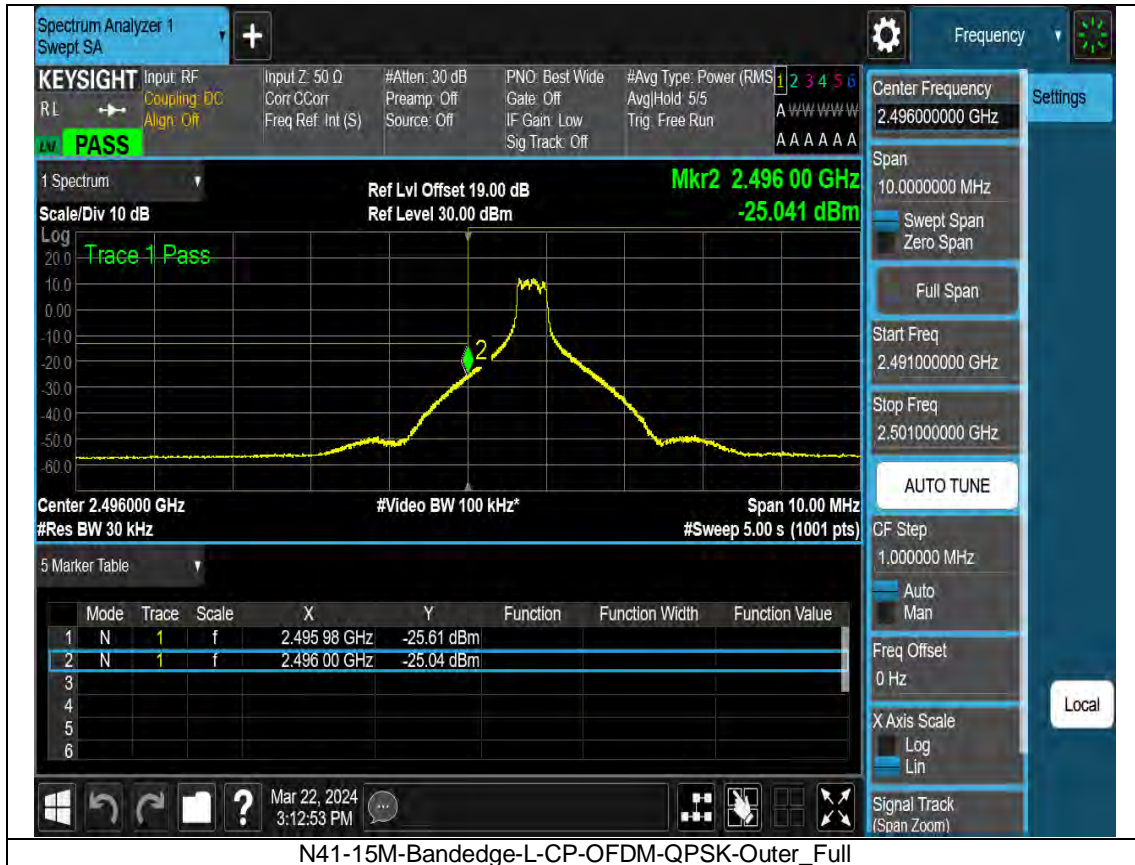 Spectrum Analyzer 1
Swept SA
+
Frequency
KEYSIGHT
RL
PASS
Input: RF
Coupling: DC
Align: Off
Input Z: 50 Ω
Corr CCorr
Freq Ref: Int (S)
#Atten: 30 dB
Preamp: Off
Source: Off
PNO: Best Wide
Gate: Off
IF Gain: Low
Sig Track: Off
#Avg Type: Power (RMS
Avg|Hold: 5/5
Trig: Free Run
1 2 3 4 5 6
A W W W W W
A A A A A A
1 Spectrum
Scale/Div 10 dB
Ref Lvl Offset 19.00 dB
Ref Level 30.00 dBm
Mkr2 2.496 00 GHz
-25.041 dBm
Log
Trace 1 Pass
20.0
10.0
0.00
-10.0
-20.0
-30.0
-40.0
-50.0
-60.0
2
Center 2.496000 GHz
#Res BW 30 kHz
#Video BW 100 kHz*
Span 10.00 MHz
#Sweep 5.00 s (1001 pts)
5 Marker Table
Mode Trace Scale X Y Function Function Width Function Value
1 N 1 f 2.495 98 GHz -25.61 dBm
2 N 1 f 2.496 00 GHz -25.04 dBm
3
4
5
6
Mar 22, 2024
3:12:53 PM
Center Frequency
2.496000000 GHz
Settings
Span
10.0000000 MHz
Swept Span
Zero Span
Full Span
Start Freq
2.491000000 GHz
Stop Freq
2.501000000 GHz
AUTO TUNE
CF Step
1.000000 MHz
Auto
Man
Freq Offset
0 Hz
X Axis Scale
Log
Lin
Local
Signal Track
(Span Zoom)
N41-15M-Bandedge-L-CP-OFDM-QPSK-Outer_Full